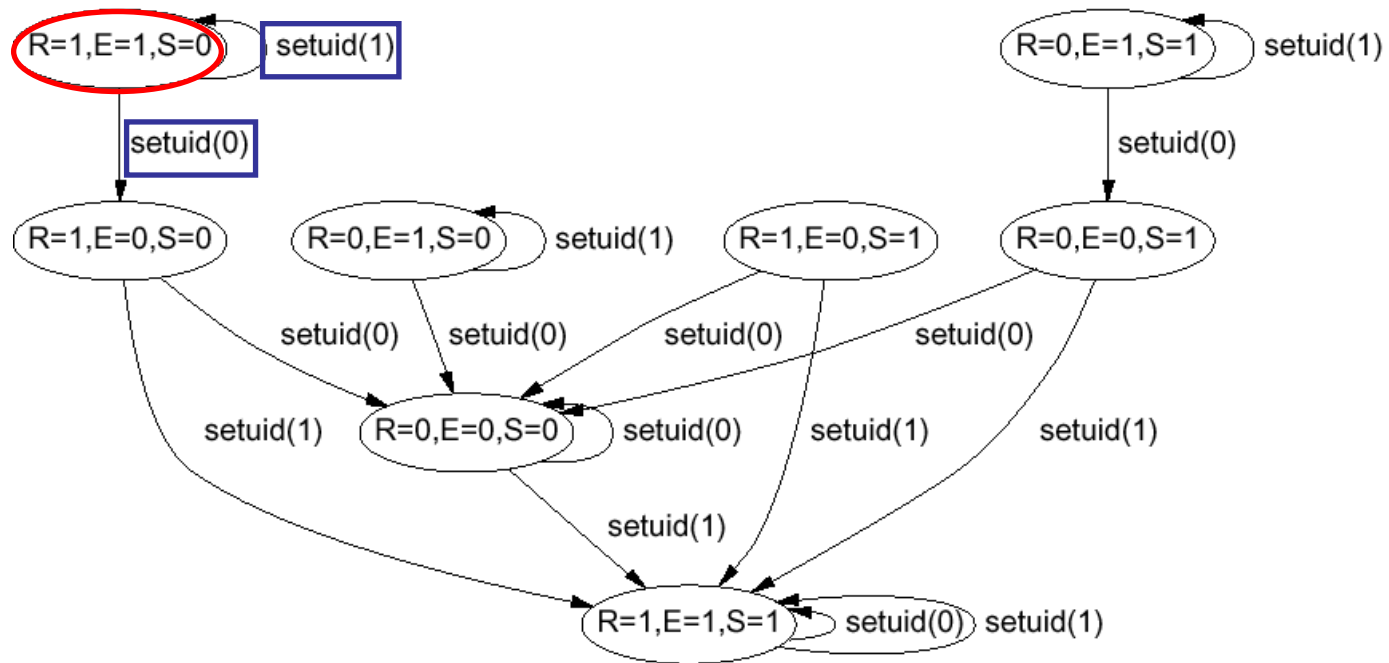 R=1,E=1,S=0
setuid(1)
R=0,E=1,S=1
setuid(1)
setuid(0)
setuid(0)
R=1,E=0,S=0
R=0,E=1,S=0
setuid(1)
R=1,E=0,S=1
R=0,E=0,S=1
setuid(0)
setuid(0)
setuid(0)
setuid(0)
setuid(1)
R=0,E=0,S=0
setuid(0)
setuid(1)
setuid(1)
setuid(1)
R=1,E=1,S=1
setuid(0)
setuid(1)